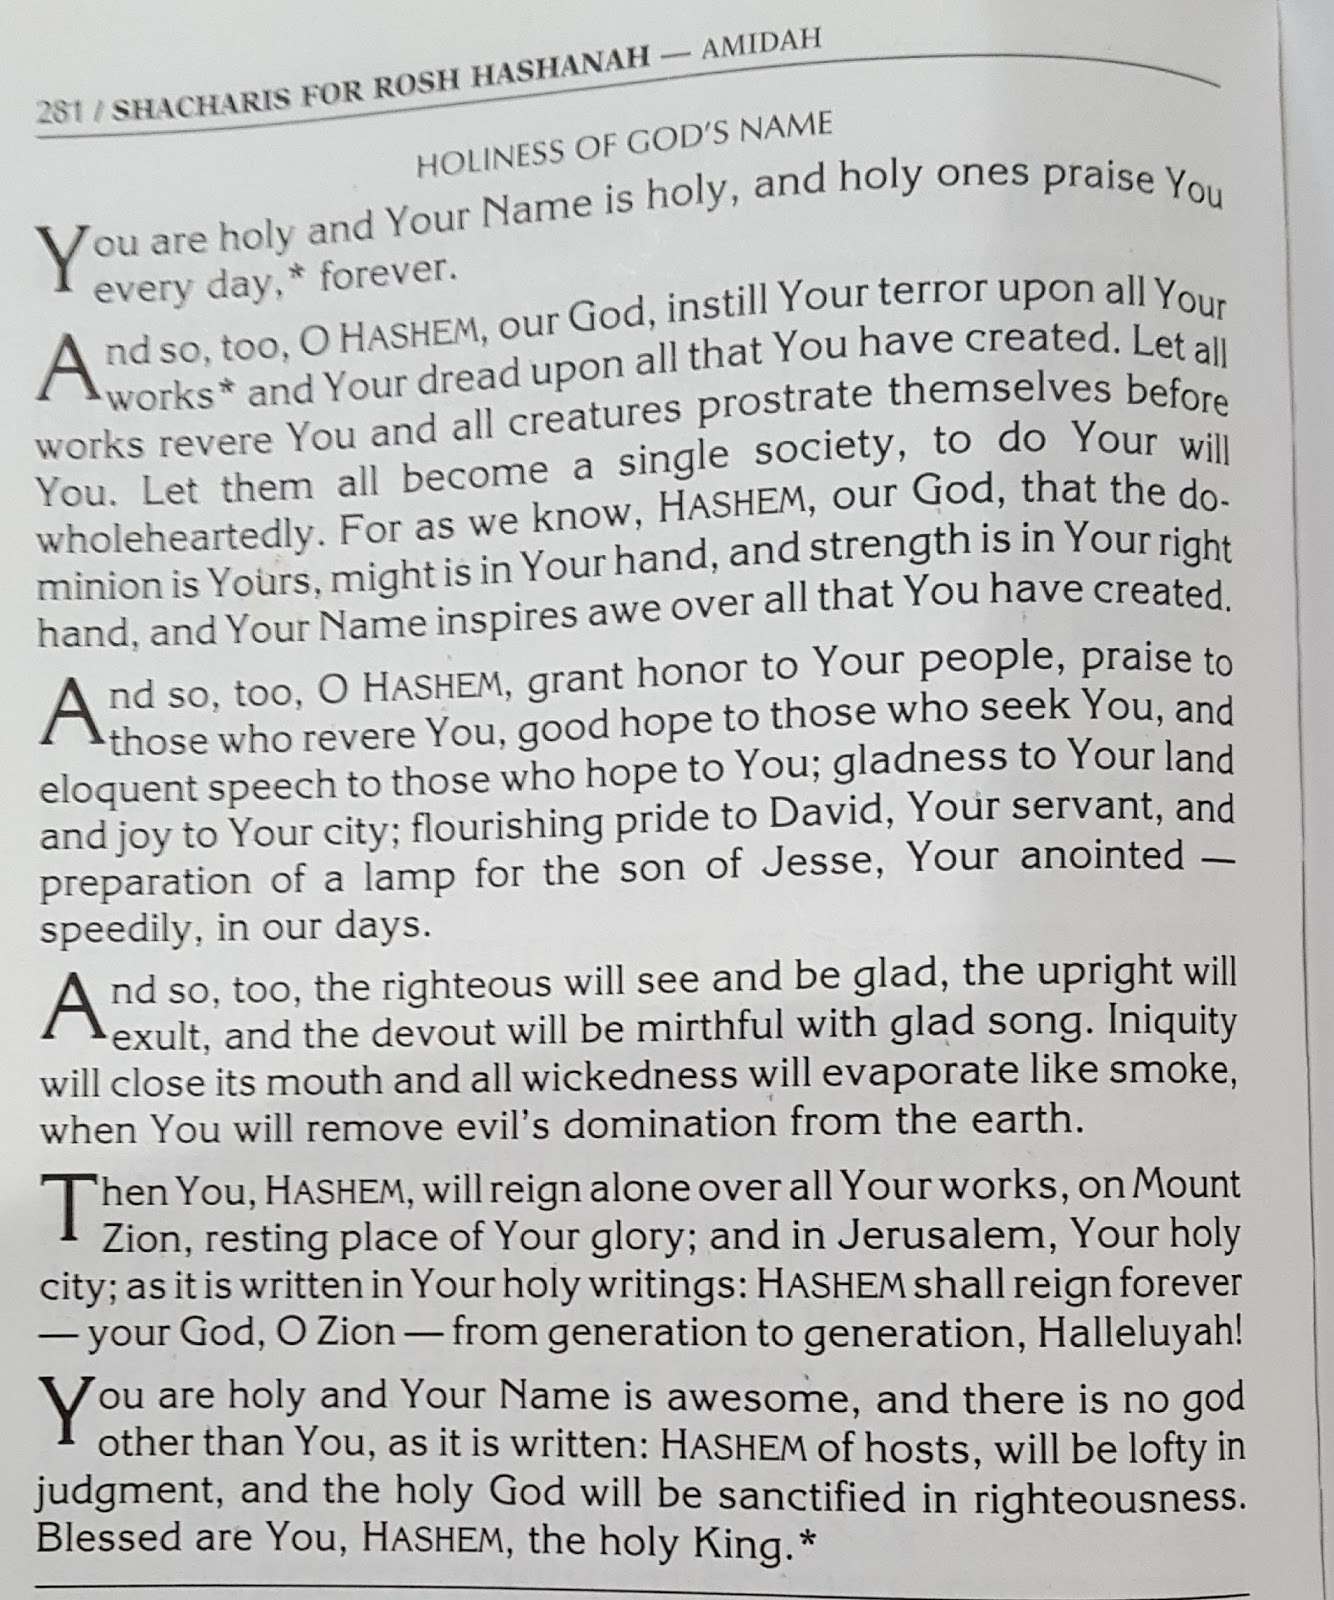 281 / SHACHARIS FOR ROSH HASHANAH — AMIDAH
HOLINESS OF GOD'S NAME
You are holy and Your Name is holy, and holy ones praise You
every day,* forever.
And so, too, O HASHEM, our God, instill Your terror upon all Your
works* and Your dread upon all that You have created. Let all
works revere You and all creatures prostrate themselves before
You. Let them all become a single society, to do Your will
wholeheartedly. For as we know, HASHEM, our God, that the do-
minion is Yours, might is in Your hand, and strength is in Your right
hand, and Your Name inspires awe over all that You have created.
And so, too, O HASHEM, grant honor to Your people, praise to
those who revere You, good hope to those who seek You, and
eloquent speech to those who hope to You; gladness to Your land
and joy to Your city; flourishing pride to David, Your servant, and
preparation of a lamp for the son of Jesse, Your anointed —
speedily, in our days.
And so, too, the righteous will see and be glad, the upright will
exult, and the devout will be mirthful with glad song. Iniquity
will close its mouth and all wickedness will evaporate like smoke,
when You will remove evil's domination from the earth.
Then You, HASHEM, will reign alone over all Your works, on Mount
Zion, resting place of Your glory; and in Jerusalem, Your holy
city; as it is written in Your holy writings: HASHEM shall reign forever
— your God, O Zion — from generation to generation, Halleluyah!
You are holy and Your Name is awesome, and there is no god
other than You, as it is written: HASHEM of hosts, will be lofty in
judgment, and the holy God will be sanctified in righteousness.
Blessed are You, HASHEM, the holy King.*